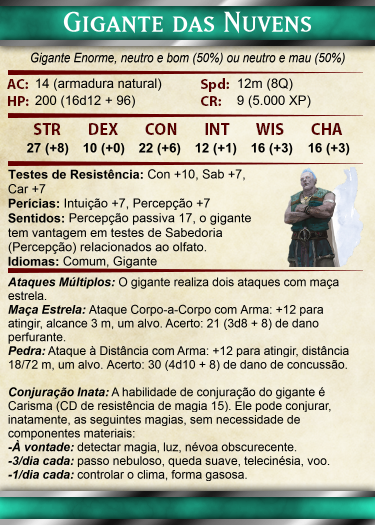 Gigante das Nuvens
Gigante Enorme, neutro e bom (50%) ou neutro e mau (50%)
AC: 14 (armadura natural) Spd: 12m (8Q)
HP: 200 (16d12 + 96) CR: 9 (5.000 XP)
STR DEX CON INT WIS CHA
27 (+8) 10 (+0) 22 (+6) 12 (+1) 16 (+3) 16 (+3)
Testes de Resistência: Con +10, Sab +7,
Car +7
Perícias: Intuição +7, Percepção +7
Sentidos: Percepção passiva 17, o gigante
tem vantagem em testes de Sabedoria
(Percepção) relacionados ao olfato.
Idiomas: Comum, Gigante
Ataques Múltiplos: O gigante realiza dois ataques com maça
estrela.
Maça Estrela: Ataque Corpo-a-Corpo com Arma: +12 para
atingir, alcance 3 m, um alvo. Acerto: 21 (3d8 + 8) de dano
perfurante.
Pedra: Ataque à Distância com Arma: +12 para atingir, distância
18/72 m, um alvo. Acerto: 30 (4d10 + 8) de dano de concussão.
Conjuração Inata: A habilidade de conjuração do gigante é
Carisma (CD de resistência de magia 15). Ele pode conjurar,
inatamente, as seguintes magias, sem necessidade de
componentes materiais:
-À vontade: detectar magia, luz, névoa obscurecente.
-3/dia cada: passo nebuloso, queda suave, telecinésia, voo.
-1/dia cada: controlar o clima, forma gasosa.